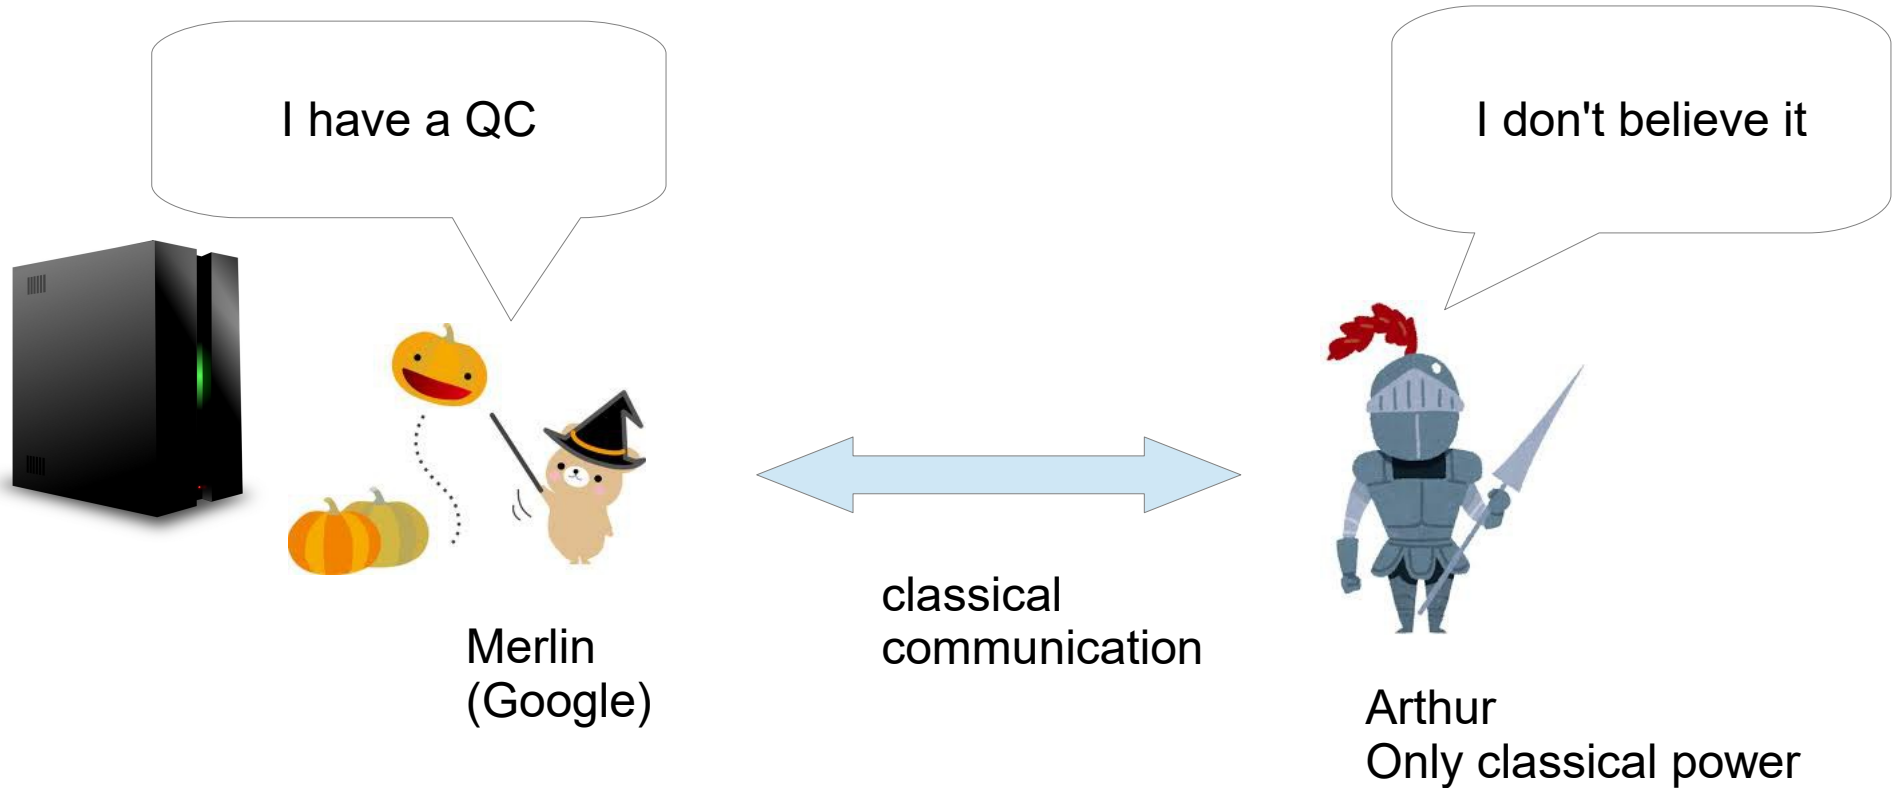 I have a QC
I don't believe it
Merlin
(Google)
classical
communication
Arthur
Only classical power